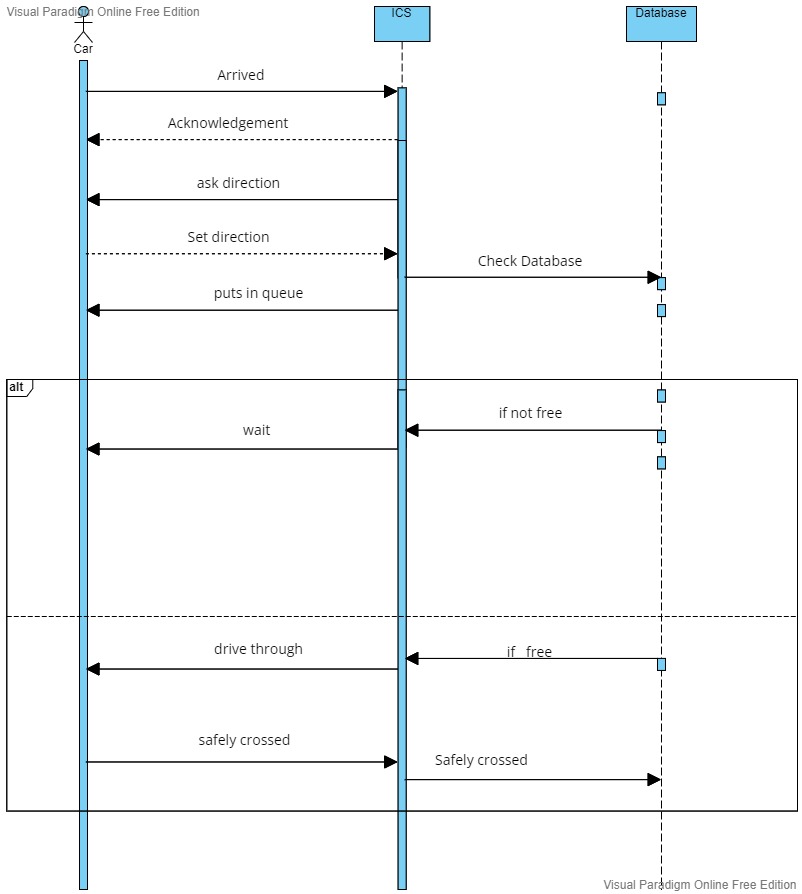 Visual Paradigm Online Free Edition
Car
ICS
Database
Arrived
Acknowledgement
ask direction
Set direction
Check Database
puts in queue
alt
if not free
wait
drive through
if free
safely crossed
Safely crossed
Visual Paradigm Online Free Edition